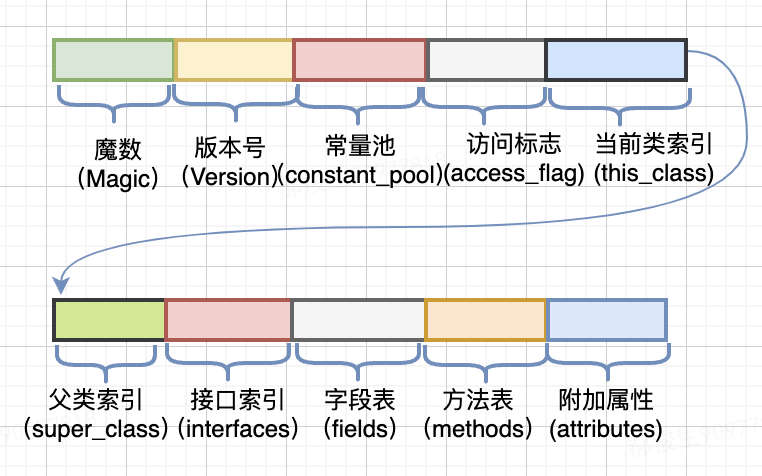 魔数
（Magic）
版本号
（Version）
常量池
(constant_pool)
访问标志
(access_flag)
当前类索引
(this_class)
父类索引
（super_class）
接口索引
（interfaces）
字段表
（fields）
方法表
（methods）
附加属性
(attributes)